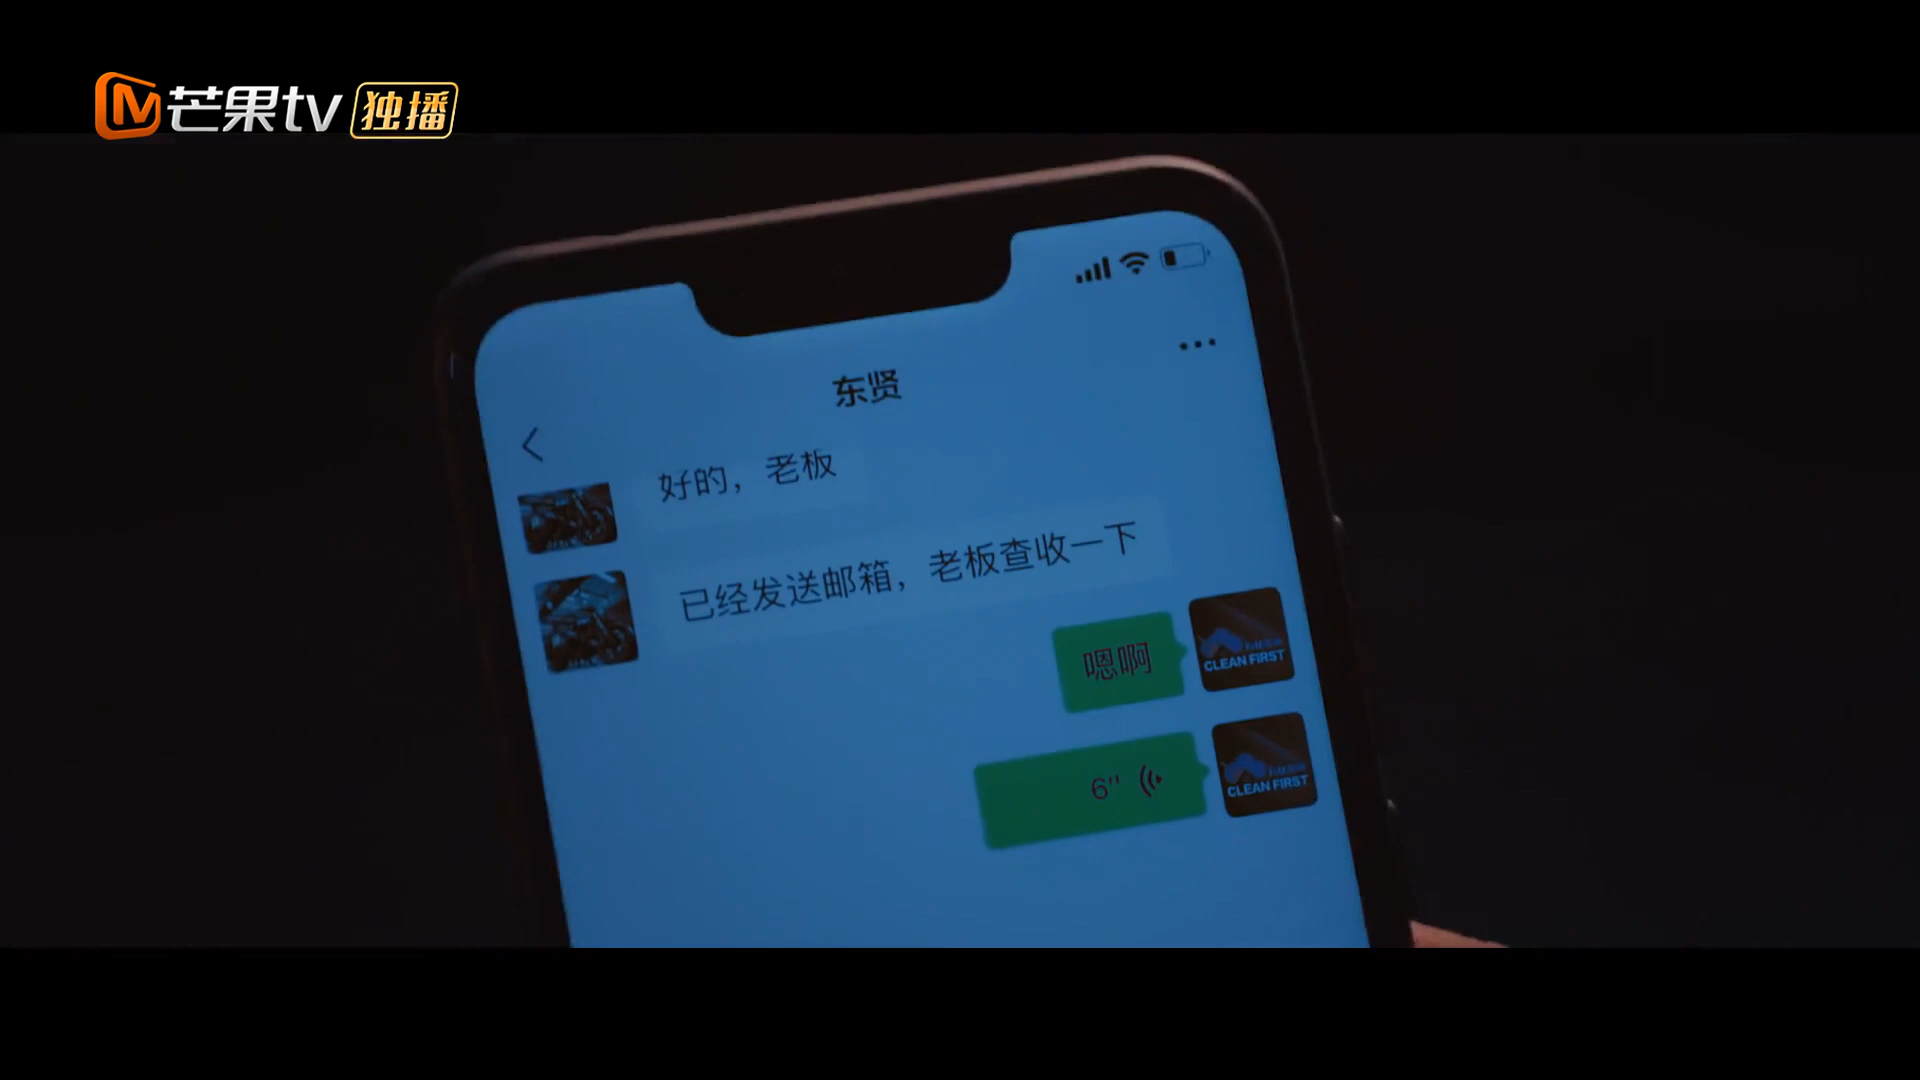 芒果tv 独播
东贤
好的，老板
已经发送邮箱，老板查收一下
嗯啊
CLEAN FIRST
6"
CLEAN FIRST